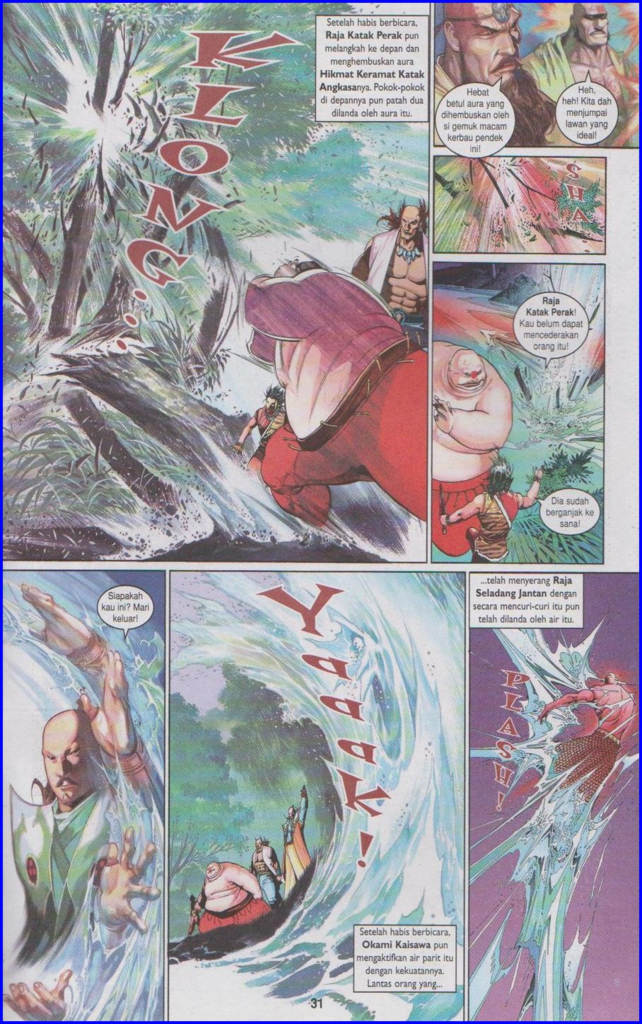 Setelah habis berbicara,
Raja Katak Perak pun
melangkah ke depan dan
menghembuskan aura
Hikmat Keramat Katak
Angkasanya. Pokok-pokok
di depannya pun patah dua
dilanda oleh aura itu.
KLONG...
Hebat
betul aura yang
dihembuskan oleh
si gemuk macam
kerbau pendek
ini!
Heh,
heh! Kita dah
menjumpai
lawan yang
ideal!
SHA
Raja
Katak Perak!
Kau belum dapat
mencederakan
orang itu!
Dia sudah
berganjak ke
sana!
Siapakah
kau ini? Mari
keluar!
Yaaak!
Setelah habis berbicara,
Okami Kaisawa pun
mengaktifkan air parit itu
dengan kekuatannya.
Lantas orang yang...
...telah menyerang Raja
Seladang Jantan dengan
secara mencuri-curi itu pun
telah dilanda oleh air itu.
PLASH!
31